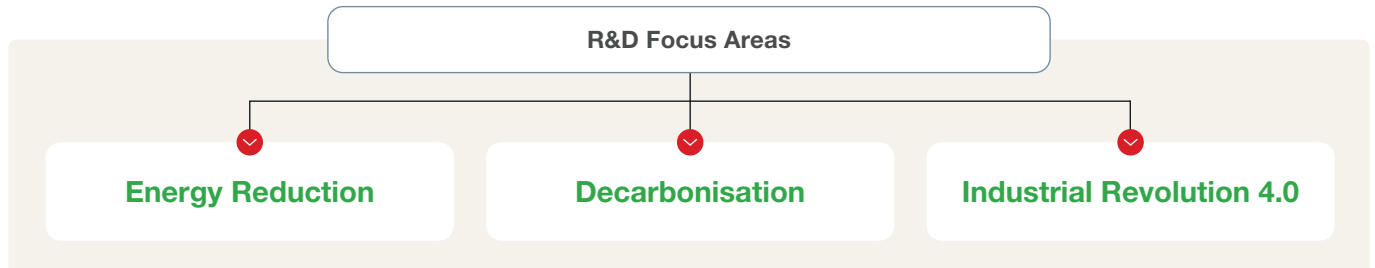 R&D Focus Areas
Energy Reduction
Decarbonisation
Industrial Revolution 4.0